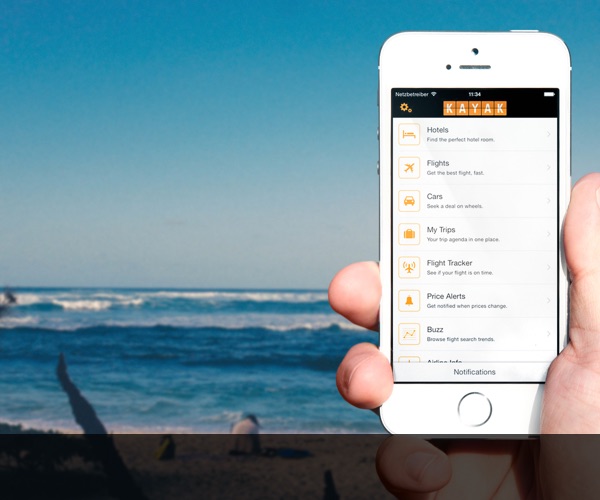 Netzbetreiber 11:34
KAYAK
Hotels
Find the perfect hotel room.
Flights
Get the best flight, fast.
Cars
Seek a deal on wheels.
My Trips
Your trip agenda in one place.
Flight Tracker
See if your flight is on time.
Price Alerts
Get notified when prices change.
Buzz
Browse flight search trends.
Airline Info
Notifications